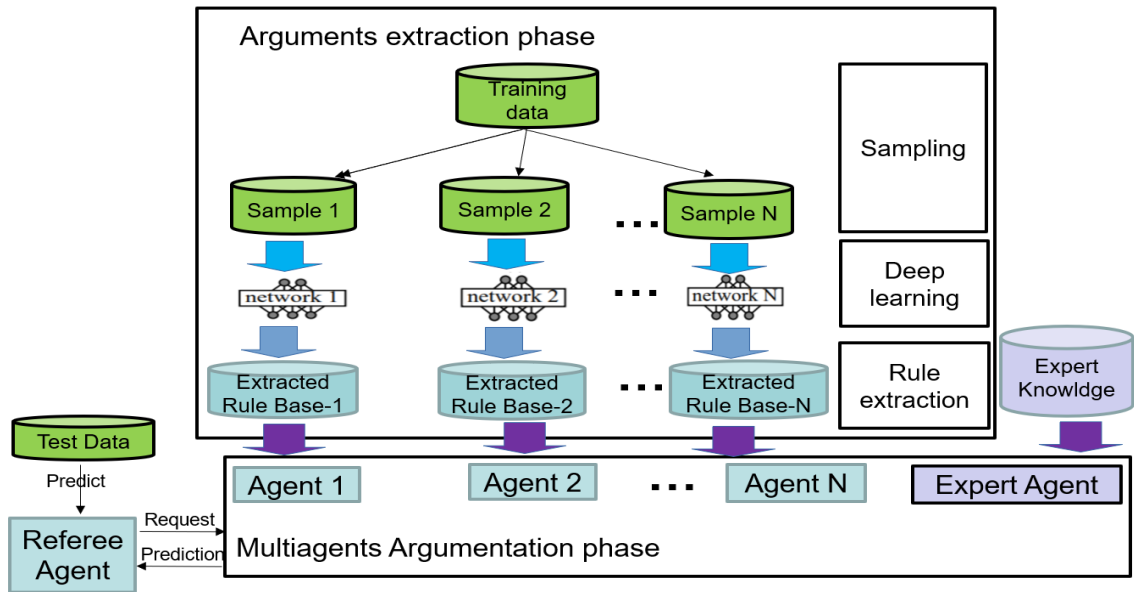 Arguments extraction phase
Training
data
Sampling
Sample 1
Sample 2
...
Sample N
Deep
learning
network 1
network 2
...
network N
Rule
extraction
Extracted
Rule Base-1
Extracted
Rule Base-2
...
Extracted
Rule Base-N
Expert
Knowldge
Test Data
Predict
Agent 1
Agent 2
...
Agent N
Expert Agent
Request
Referee
Agent
Prediction
Multiagents Argumentation phase